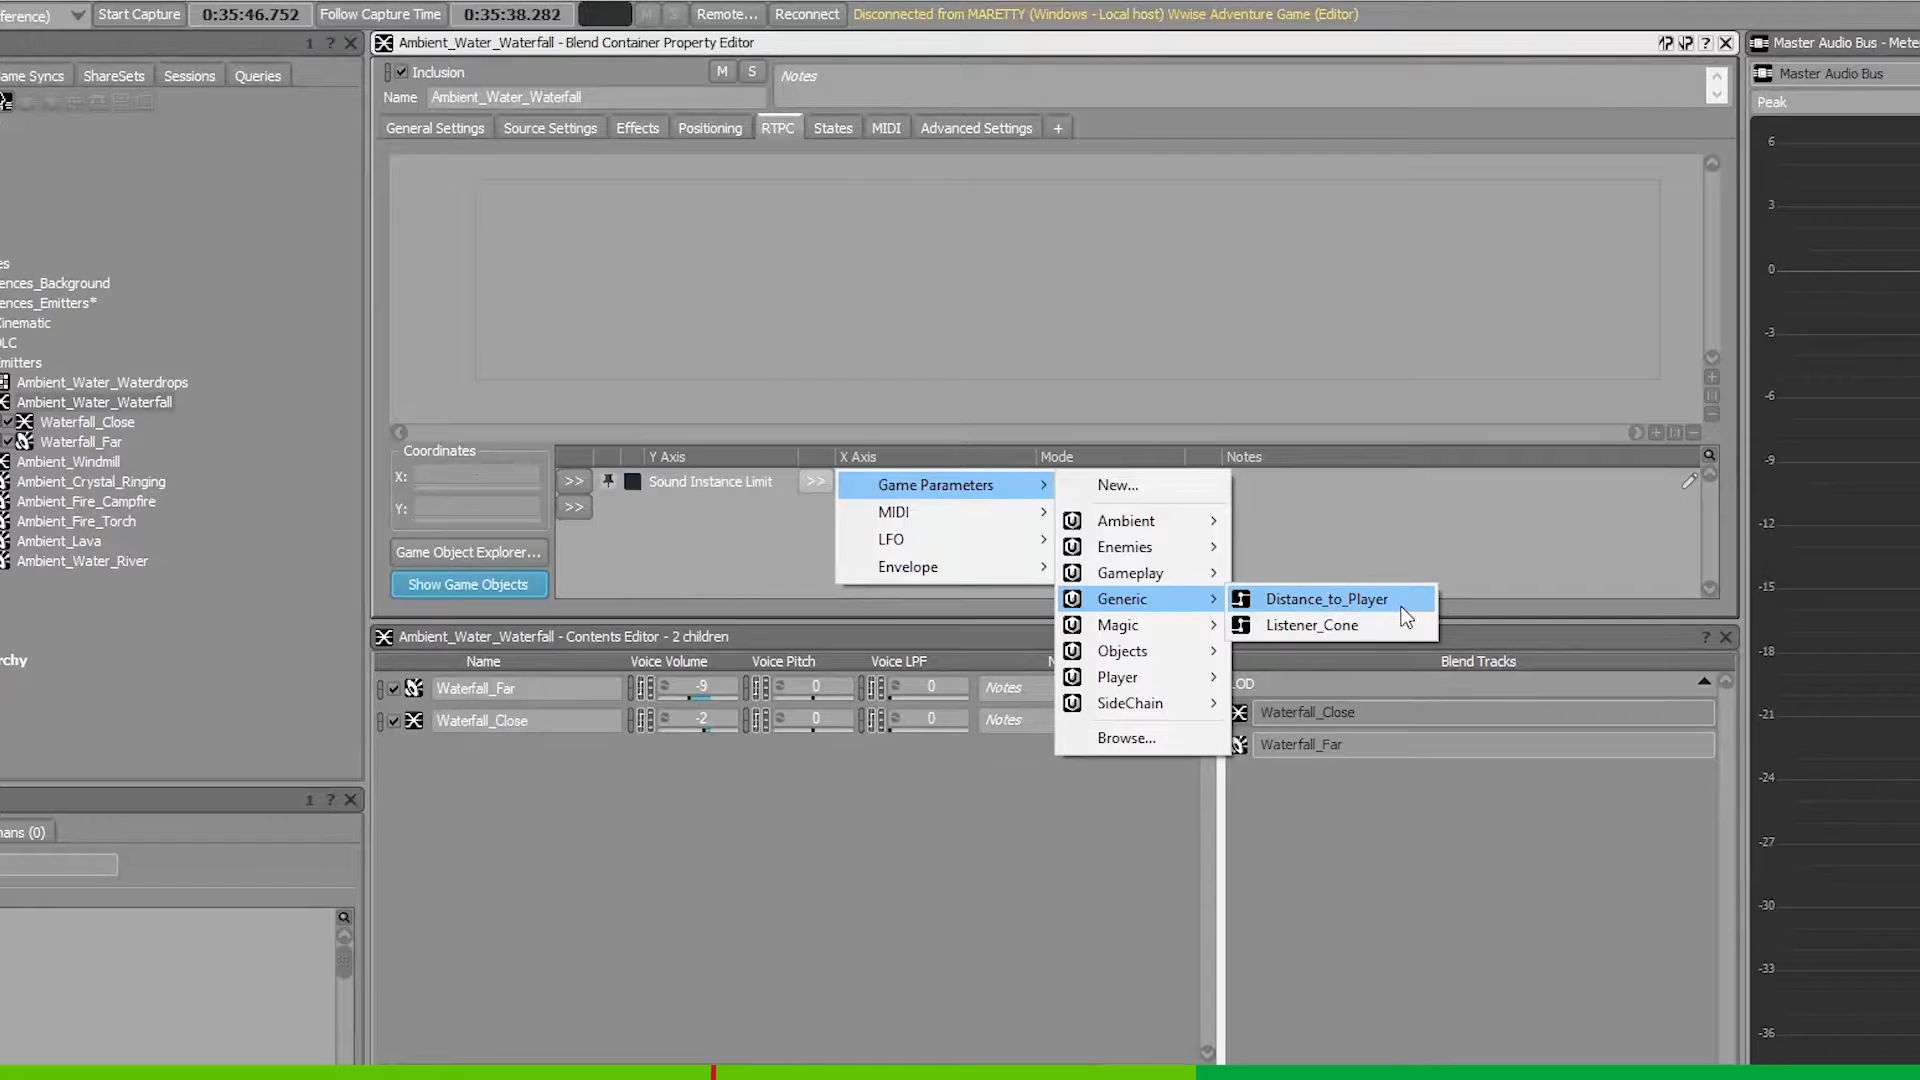 ference) Start Capture 0:35:46.752 Follow Capture Time 0:35:38.282 M S Remote... Reconnect Disconnected from MARETTY (Windows - Local host) Wwise Adventure Game (Editor)
1 ? Ambient_Water_Waterfall - Blend Container Property Editor ? Master Audio Bus - Mete
ame Syncs ShareSets Sessions Queries
Inclusion M S Notes Master Audio Bus
Name Ambient_Water_Waterfall Peak
General Settings Source Settings Effects Positioning RTPC States MIDI Advanced Settings +
6
3
0
-3
-6
-9
-12
-15
-18
-21
-24
-27
-30
-33
-36
es
ences_Background
ences_Emitters*
Cinematic
DLC
Emitters
Ambient_Water_Waterdrops
Ambient_Water_Waterfall
Waterfall_Close
Waterfall_Far
Ambient_Windmill
Ambient_Crystal_Ringing
Ambient_Fire_Campfire
Ambient_Fire_Torch
Ambient_Lava
Ambient_Water_River
rchy
1 ?
hans (0)
Coordinates
X:
Y:
Game Object Explorer...
Show Game Objects
Y Axis X Axis Mode Notes
>> Sound Instance Limit >>
>>
Game Parameters
MIDI
LFO
Envelope
New...
Ambient
Enemies
Gameplay
Generic
Magic
Objects
Player
SideChain
Browse...
Distance_to_Player
Listener_Cone
Ambient_Water_Waterfall - Contents Editor - 2 children ?
Name Voice Volume Voice Pitch Voice LPF N Blend Tracks
LOD
Waterfall_Far -9 0 0 Notes
Waterfall_Close -2 0 0 Notes
Waterfall_Close
Waterfall_Far